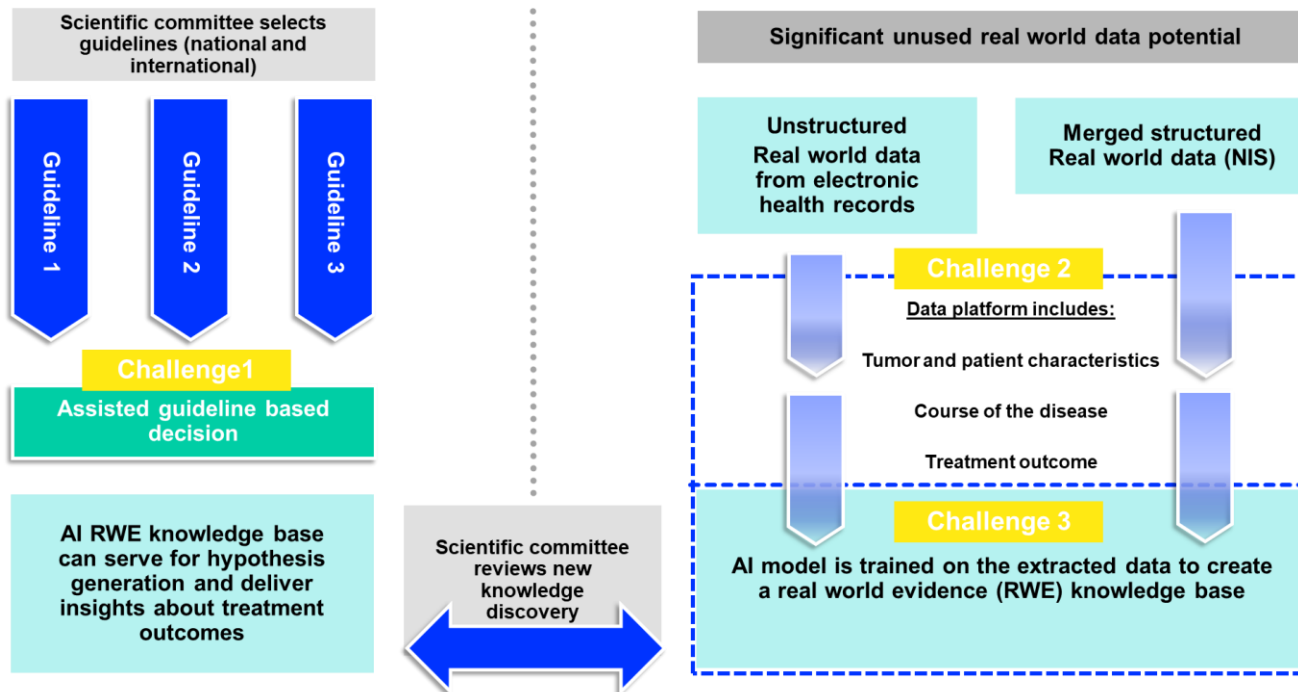 Scientific committee selects
guidelines (national and
international)
Guideline 1
Guideline 2
Guideline 3
Challenge1
Assisted guideline based
decision
AI RWE knowledge base
can serve for hypothesis
generation and deliver
insights about treatment
outcomes
Scientific committee
reviews new
knowledge
discovery
Significant unused real world data potential
Unstructured
Real world data
from electronic
health records
Merged structured
Real world data (NIS)
Challenge 2
Data platform includes:
Tumor and patient characteristics
Course of the disease
Treatment outcome
Challenge 3
AI model is trained on the extracted data to create
a real world evidence (RWE) knowledge base